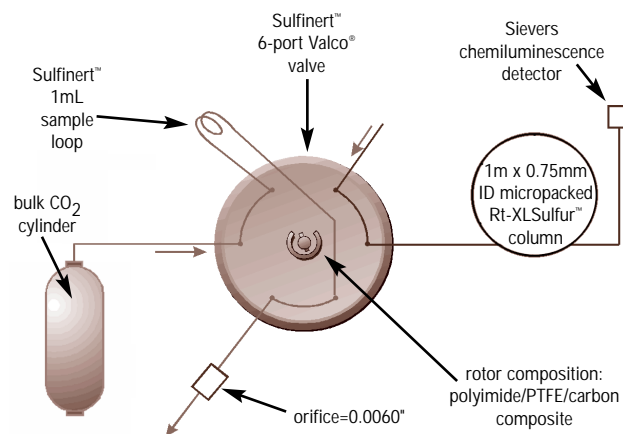 Sulfinert™
6-port Valco®
valve
Sievers
chemiluminescence
detector
Sulfinert™
1mL
sample
loop
bulk CO2
cylinder
1m x 0.75mm
ID micropacked
Rt-XLSulfur™
column
rotor composition:
polyimide/PTFE/carbon
composite
orifice=0.0060"